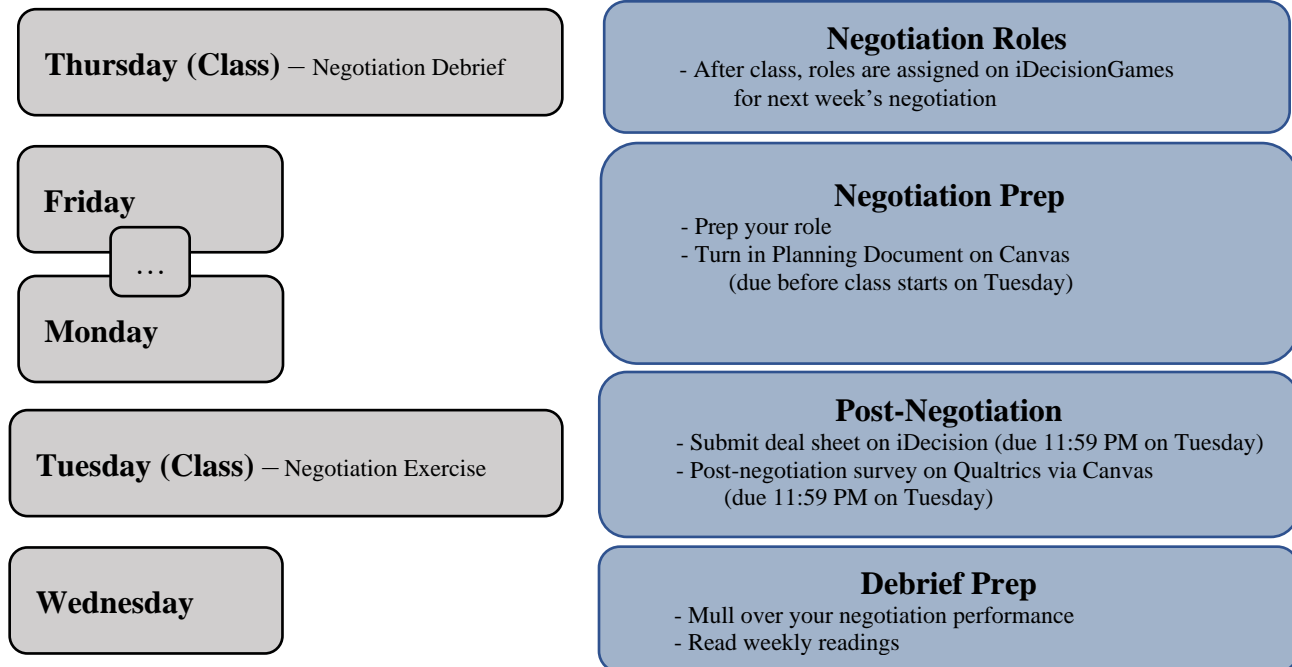 Thursday (Class) – Negotiation Debrief
Negotiation Roles
- After class, roles are assigned on iDecisionGames
for next week's negotiation
Friday
...
Monday
Negotiation Prep
- Prep your role
- Turn in Planning Document on Canvas
(due before class starts on Tuesday)
Tuesday (Class) – Negotiation Exercise
Post-Negotiation
- Submit deal sheet on iDecision (due 11:59 PM on Tuesday)
- Post-negotiation survey on Qualtrics via Canvas
(due 11:59 PM on Tuesday)
Wednesday
Debrief Prep
- Mull over your negotiation performance
- Read weekly readings